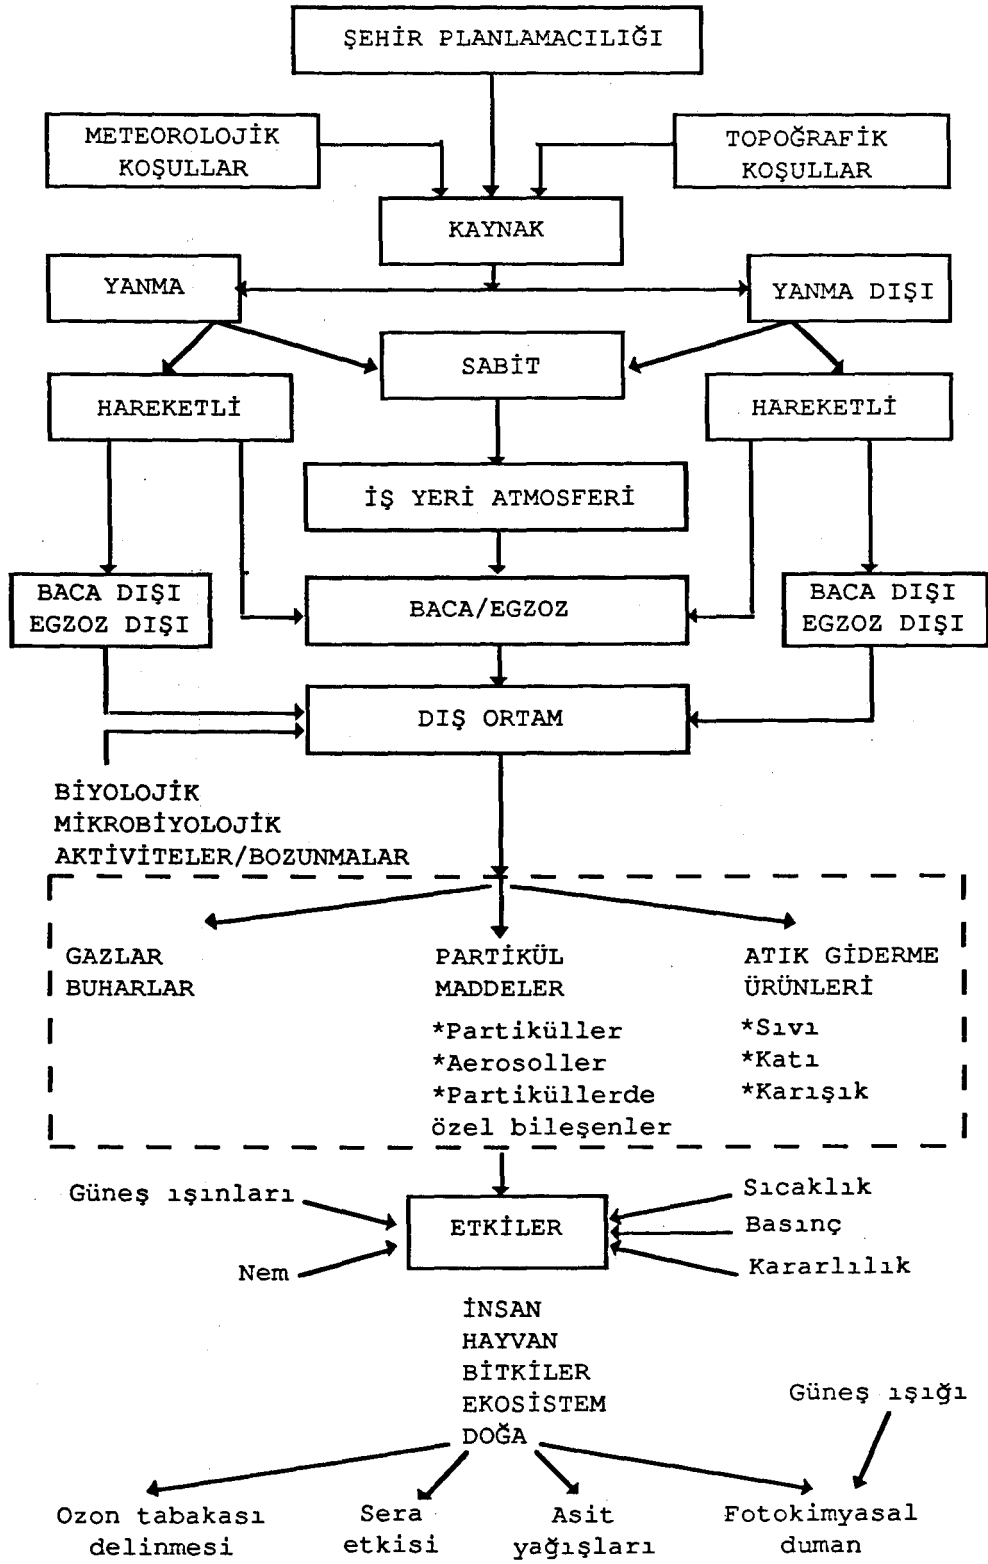 ŞEHİR PLANLAMACILIĞI
METEOROLOJİK
KOŞULLAR
TOPOĞRAFİK
KOŞULLAR
KAYNAK
YANMA
YANMA DIŞI
SABİT
HAREKETLİ
HAREKETLİ
İŞ YERİ ATMOSFERİ
BACA DIŞI
EGZOZ DIŞI
BACA/EGZOZ
BACA DIŞI
EGZOZ DIŞI
DIŞ ORTAM
BİYOLOJİK
MİKROBİYOLOJİK
AKTİVİTELER/BOZUNMALAR
GAZLAR
BUHARLAR
PARTİKÜL
MADDELER
*Partiküller
*Aerosoller
*Partiküllerde
özel bileşenler
ATIK GİDERME
ÜRÜNLERİ
*Sıvı
*Katı
*Karışık
Güneş ışınları
Nem
ETKİLER
Sıcaklık
Basınç
Kararlılık
İNSAN
HAYVAN
BİTKİLER
EKOSİSTEM
DOĞA
Güneş ışığı
Ozon tabakası
delinmesi
Sera
etkisi
Asit
yağışları
Fotokimyasal
duman